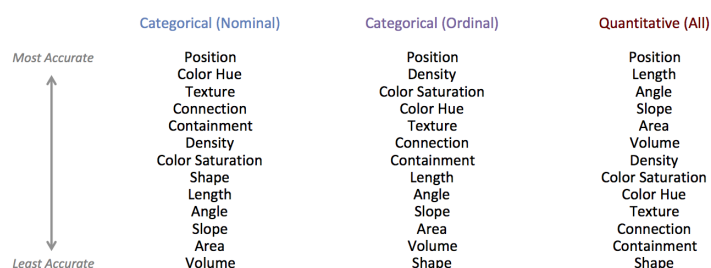 Categorical (Nominal) Categorical (Ordinal) Quantitative (All)
Most Accurate Position Position Position
Color Hue Density Length
Texture Color Saturation Angle
Connection Color Hue Slope
Containment Texture Area
Density Connection Volume
Color Saturation Containment Density
Shape Length Color Saturation
Length Angle Color Hue
Angle Slope Texture
Slope Area Connection
Area Volume Containment
Least Accurate Volume Shape Shape